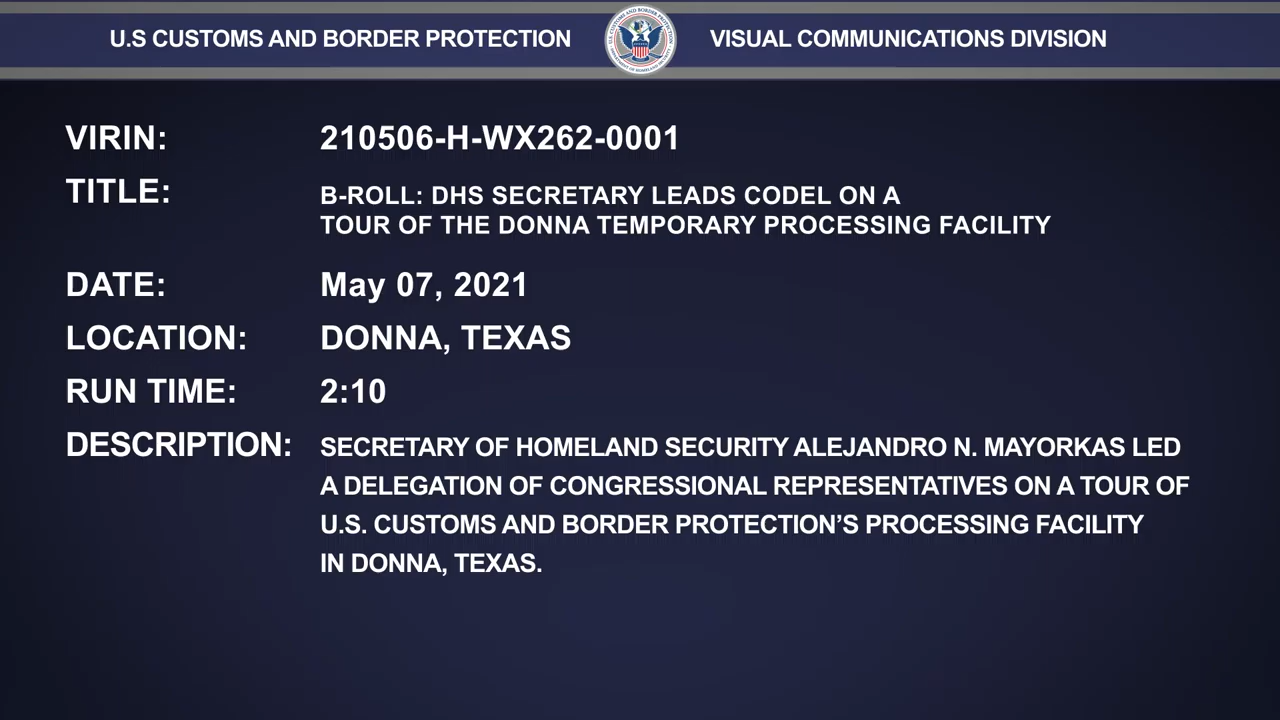 U.S CUSTOMS AND BORDER PROTECTION
VISUAL COMMUNICATIONS DIVISION
VIRIN: 210506-H-WX262-0001
TITLE: B-ROLL: DHS SECRETARY LEADS CODEL ON A
TOUR OF THE DONNA TEMPORARY PROCESSING FACILITY
DATE: May 07, 2021
LOCATION: DONNA, TEXAS
RUN TIME: 2:10
DESCRIPTION: SECRETARY OF HOMELAND SECURITY ALEJANDRO N. MAYORKAS LED
A DELEGATION OF CONGRESSIONAL REPRESENTATIVES ON A TOUR OF
U.S. CUSTOMS AND BORDER PROTECTION’S PROCESSING FACILITY
IN DONNA, TEXAS.